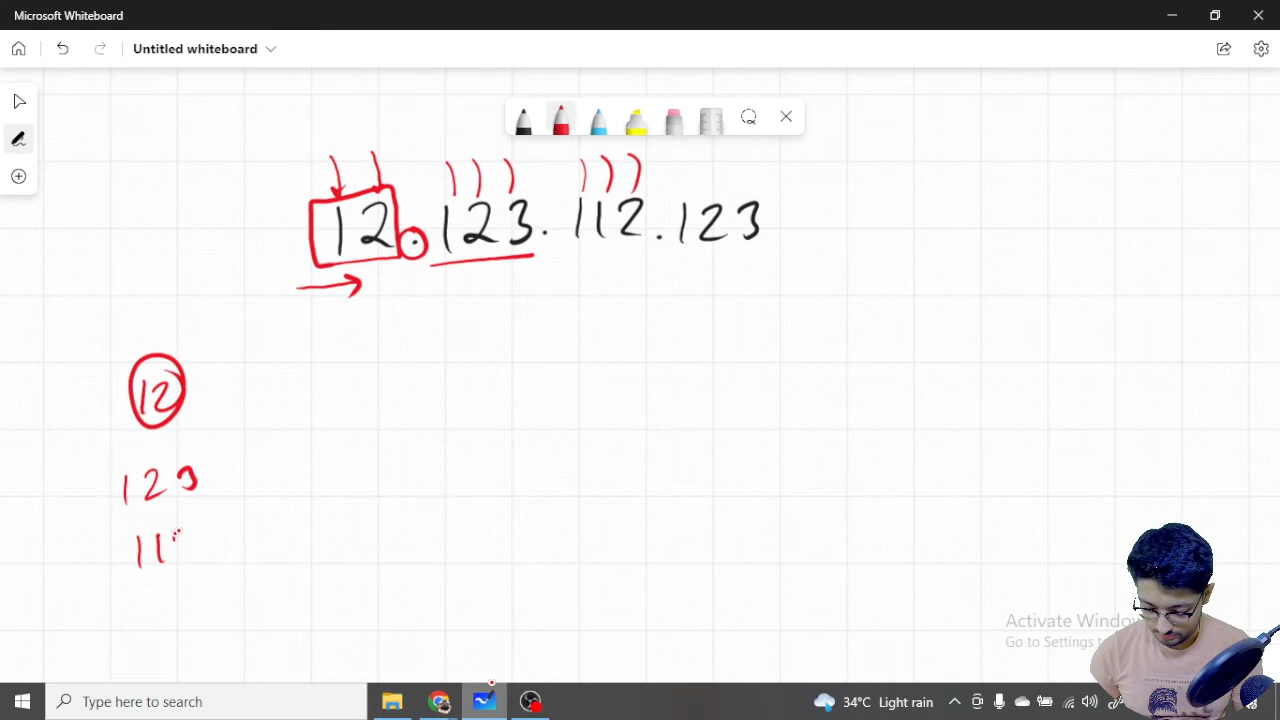 Microsoft Whiteboard
Untitled whiteboard
12.123.112.123
12
123
11
Activate Windo
Go to Settings t
Type here to search
34°C Light rain